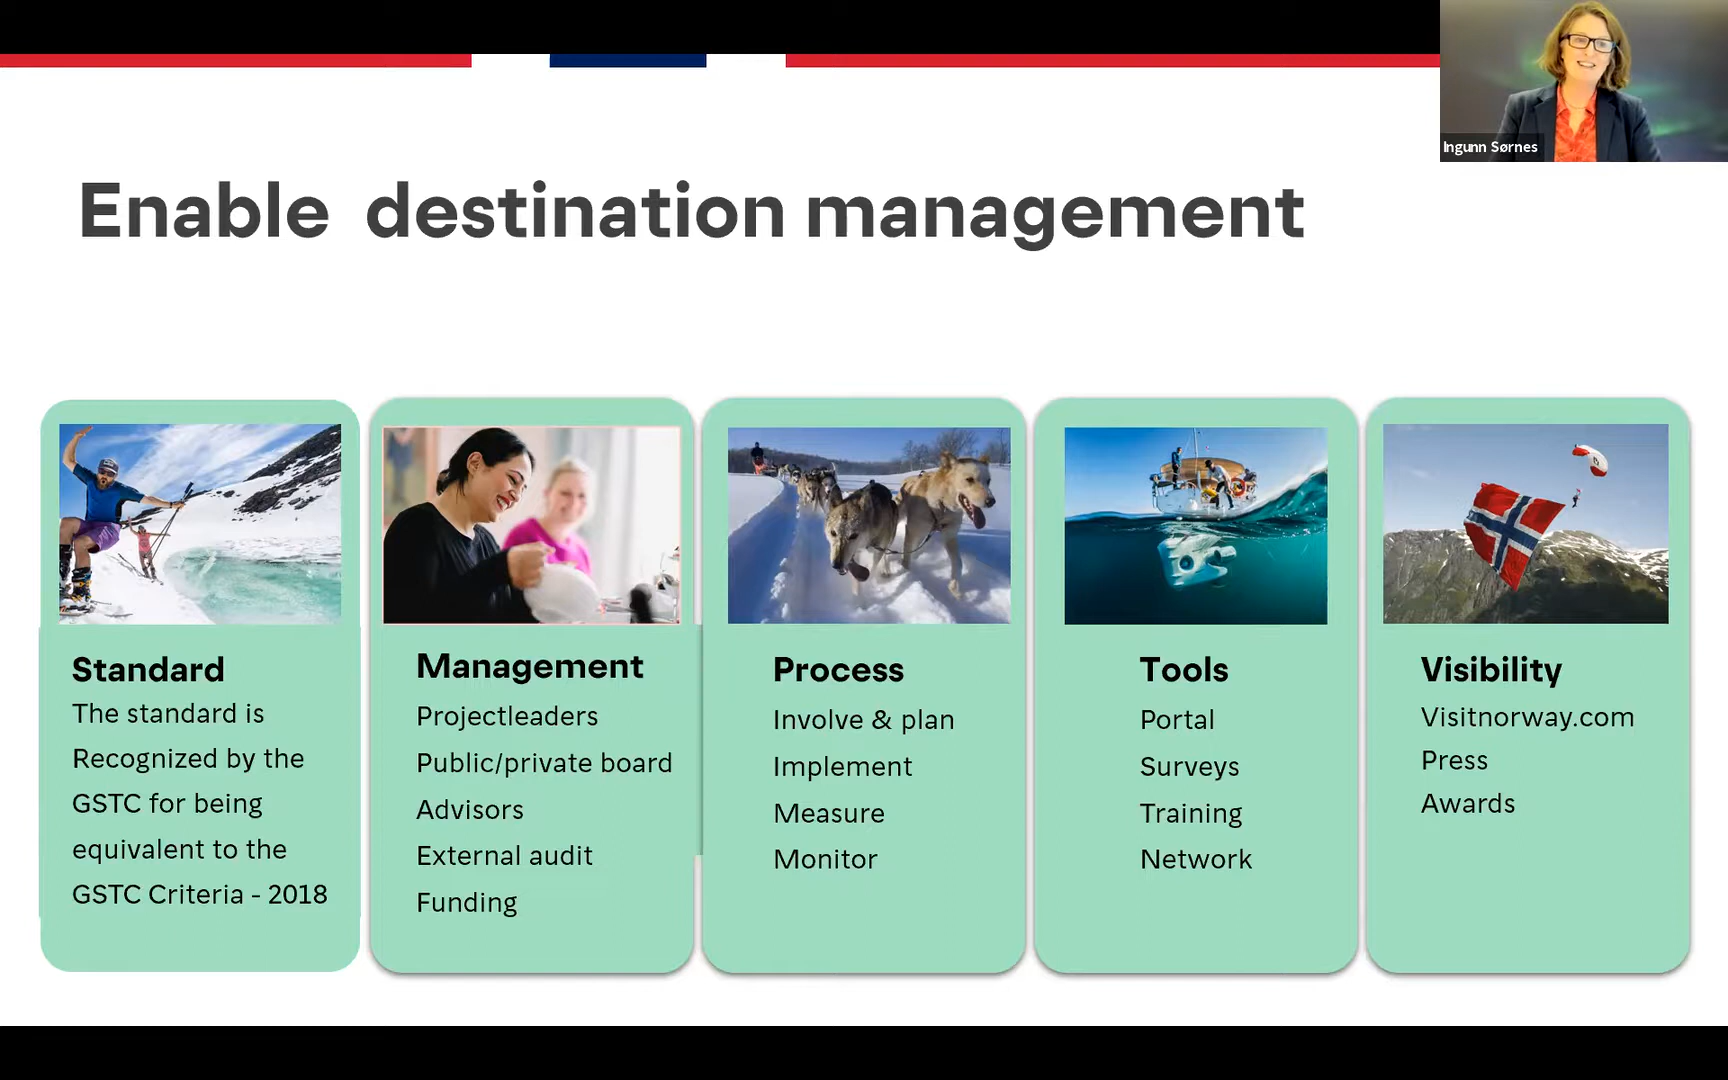 Ingunn Sørnes
Enable destination management
Standard
The standard is
Recognized by the
GSTC for being
equivalent to the
GSTC Criteria - 2018
Management
Projectleaders
Public/private board
Advisors
External audit
Funding
Process
Involve & plan
Implement
Measure
Monitor
Tools
Portal
Surveys
Training
Network
Visibility
Visitnorway.com
Press
Awards